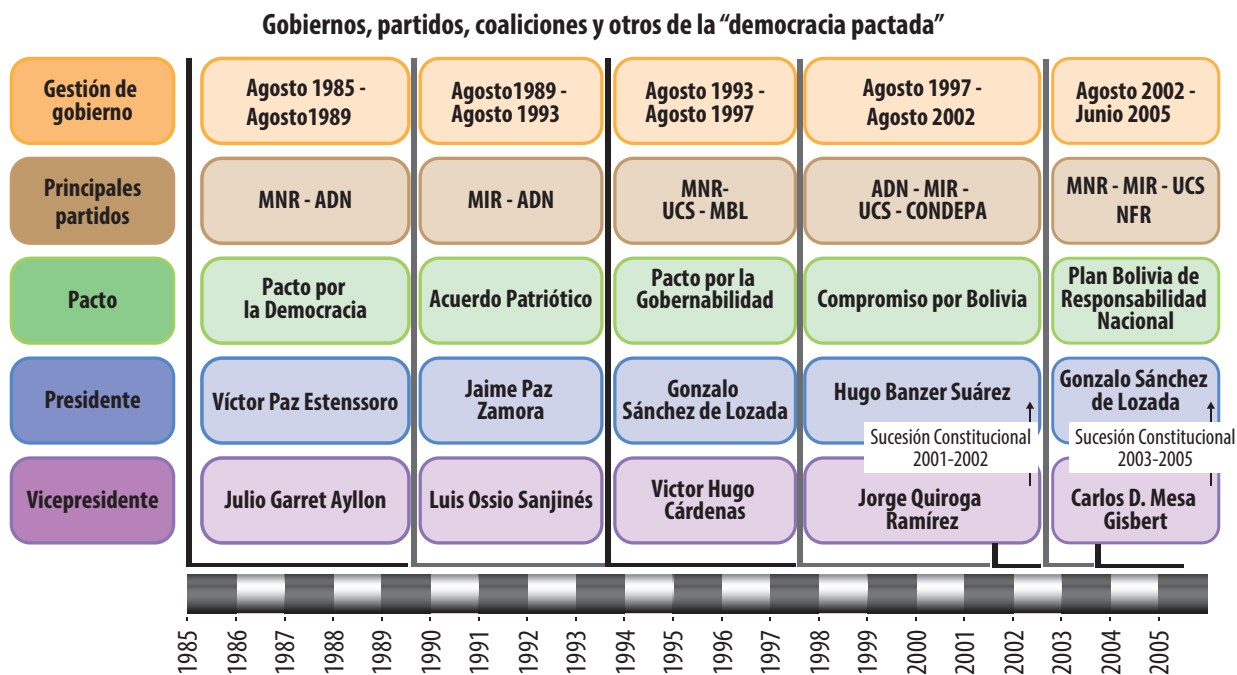 Gobiernos, partidos, coaliciones y otros de la “democracia pactada”
Gestión de
gobierno
Agosto 1985 -
Agosto1989
Agosto1989 -
Agosto 1993
Agosto 1993 -
Agosto 1997
Agosto 1997 -
Agosto 2002
Agosto 2002 -
Junio 2005
Principales
partidos
MNR - ADN
MIR - ADN
MNR-
UCS - MBL
ADN - MIR -
UCS - CONDEPA
MNR - MIR - UCS
NFR
Pacto
Pacto por
la Democracia
Acuerdo Patriótico
Pacto por la
Gobernabilidad
Compromiso por Bolivia
Plan Bolivia de
Responsabilidad
Nacional
Presidente
Víctor Paz Estenssoro
Jaime Paz
Zamora
Gonzalo
Sánchez de Lozada
Hugo Banzer Suárez
Gonzalo Sánchez
de Lozada
Sucesión Constitucional
2001-2002
Sucesión Constitucional
2003-2005
Vicepresidente
Julio Garret Ayllon
Luis Ossio Sanjinés
Victor Hugo
Cárdenas
Jorge Quiroga
Ramírez
Carlos D. Mesa
Gisbert
1985
1986
1987
1988
1989
1990
1991
1992
1993
1994
1995
1996
1997
1998
1999
2000
2001
2002
2003
2004
2005